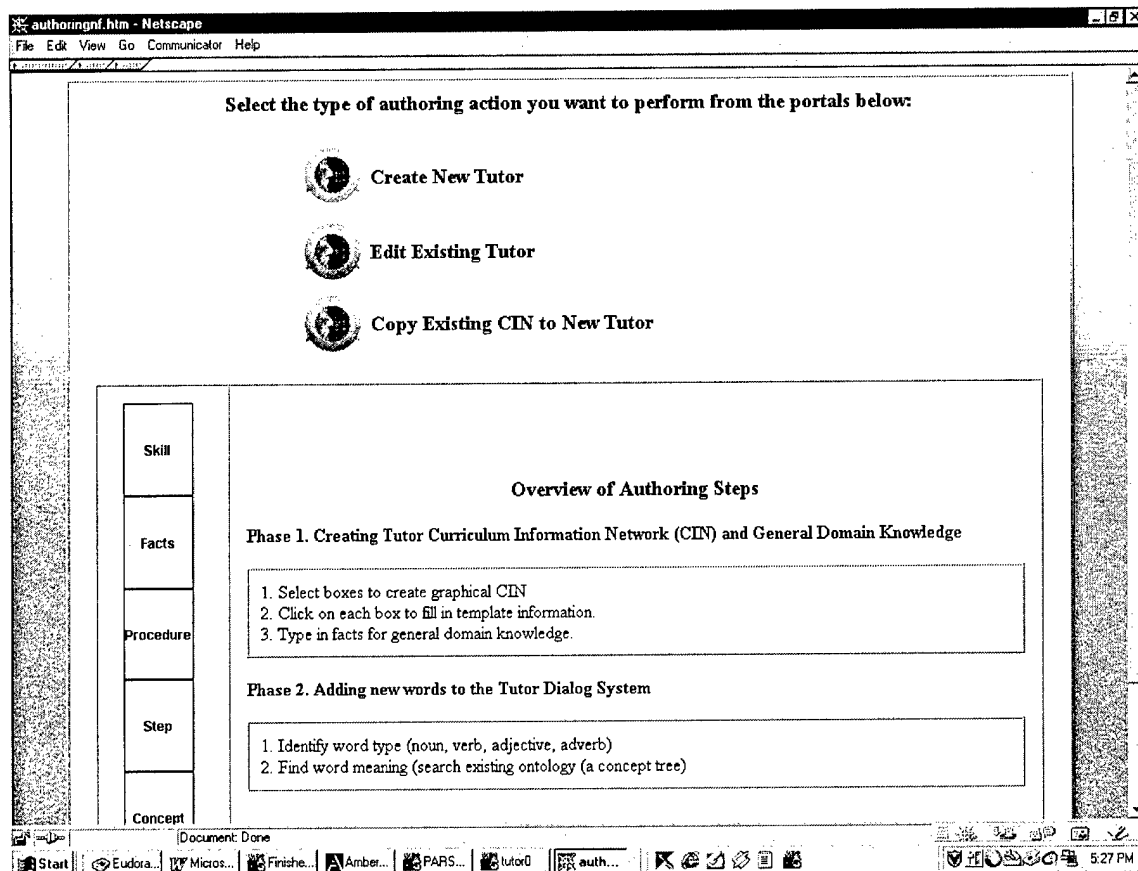 authoringnf.htm - Netscape
File Edit View Go Communicator Help
Select the type of authoring action you want to perform from the portals below:
Create New Tutor
Edit Existing Tutor
Copy Existing CIN to New Tutor
Skill
Facts
Procedure
Step
Concept
Overview of Authoring Steps
Phase 1. Creating Tutor Curriculum Information Network (CIN) and General Domain Knowledge
1. Select boxes to create graphical CIN
2. Click on each box to fill in template information.
3. Type in facts for general domain knowledge.
Phase 2. Adding new words to the Tutor Dialog System
1. Identify word type (noun, verb, adjective, adverb)
2. Find word meaning (search existing ontology (a concept tree)
Document: Done
Start Eudora... Micros... Finishe... Amber... PARS... tutor0 auth... 5:27 PM